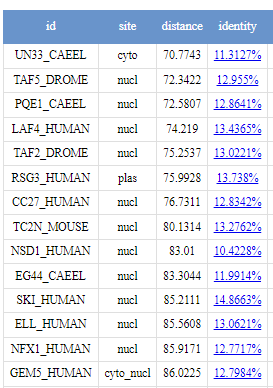 id site distance identity
UN33_CAEEL cyto 70.7743 11.3127%
TAF5_DROME nucl 72.3422 12.955%
PQE1_CAEEL nucl 72.5807 12.8641%
LAF4_HUMAN nucl 74.219 13.4365%
TAF2_DROME nucl 75.2537 13.0221%
RSG3_HUMAN plas 75.9928 13.738%
CC27_HUMAN nucl 76.7311 12.8342%
TC2N_MOUSE nucl 80.1314 13.2762%
NSD1_HUMAN nucl 83.01 10.4228%
EG44_CAEEL nucl 83.3044 11.9914%
SKI_HUMAN nucl 85.2111 14.8663%
ELL_HUMAN nucl 85.5608 13.0621%
NFX1_HUMAN nucl 85.9171 12.7717%
GEM5_HUMAN cyto_nucl 86.0225 12.7984%